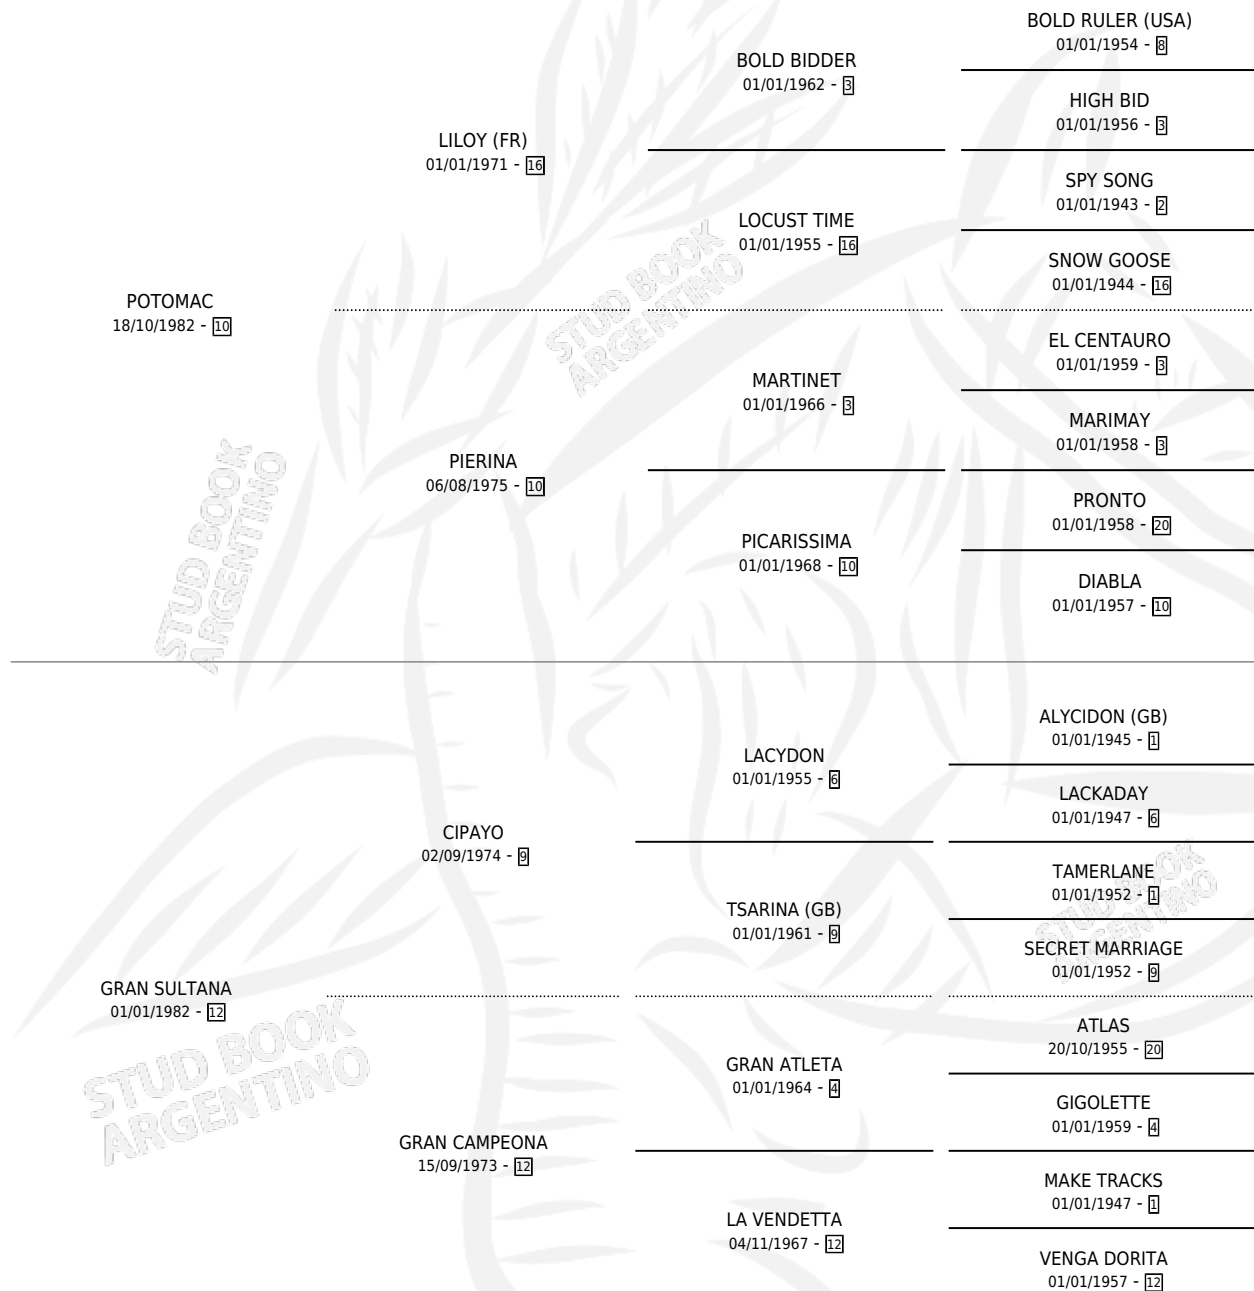 BOLD RULER (USA)
01/01/1954 - 8
BOLD BIDDER
01/01/1962 - 3
HIGH BID
01/01/1956 - 3
LILOY (FR)
01/01/1971 - 16
SPY SONG
01/01/1943 - 2
LOCUST TIME
01/01/1955 - 16
SNOW GOOSE
01/01/1944 - 16
POTOMAC
18/10/1982 - 10
EL CENTAURO
01/01/1959 - 3
MARTINET
01/01/1966 - 3
MARIMAY
01/01/1958 - 3
PIERINA
06/08/1975 - 10
PRONTO
01/01/1958 - 20
PICARISSIMA
01/01/1968 - 10
DIABLA
01/01/1957 - 10
ALYCIDON (GB)
01/01/1945 - 1
LACYDON
01/01/1955 - 6
LACKADAY
01/01/1947 - 6
CIPAYO
02/09/1974 - 9
TAMERLANE
01/01/1952 - 1
TSARINA (GB)
01/01/1961 - 9
SECRET MARRIAGE
01/01/1952 - 9
GRAN SULTANA
01/01/1982 - 12
ATLAS
20/10/1955 - 20
GRAN ATLETA
01/01/1964 - 4
GIGOLETTE
01/01/1959 - 4
GRAN CAMPEONA
15/09/1973 - 12
MAKE TRACKS
01/01/1947 - 1
LA VENDETTA
04/11/1967 - 12
VENGA DORITA
01/01/1957 - 12
STUD BOOK
ARGENTINO
STUD BOOK
ARGENTINO
STUD BOOK
ARGENTINO
STUD BOOK
ARGENTINO